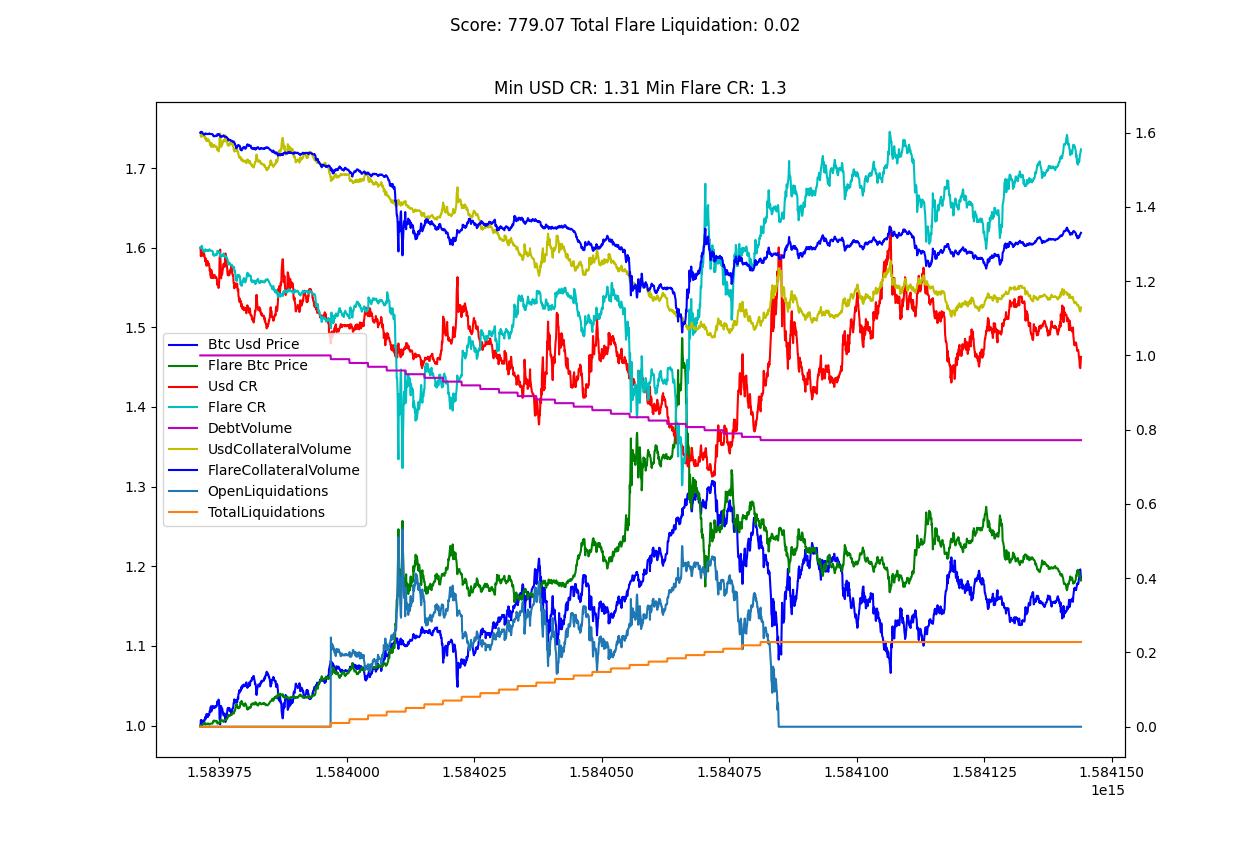 Score: 779.07 Total Flare Liquidation: 0.02
Min USD CR: 1.31 Min Flare CR: 1.3
1.7
1.6
1.5
1.4
1.3
1.2
1.1
1.0
Btc Usd Price
Flare Btc Price
Usd CR
Flare CR
DebtVolume
UsdCollateralVolume
FlareCollateralVolume
OpenLiquidations
TotalLiquidations
1.6
1.4
1.2
1.0
0.8
0.6
0.4
0.2
0.0
1.583975 1.584000 1.584025 1.584050 1.584075 1.584100 1.584125 1.584150
1e15